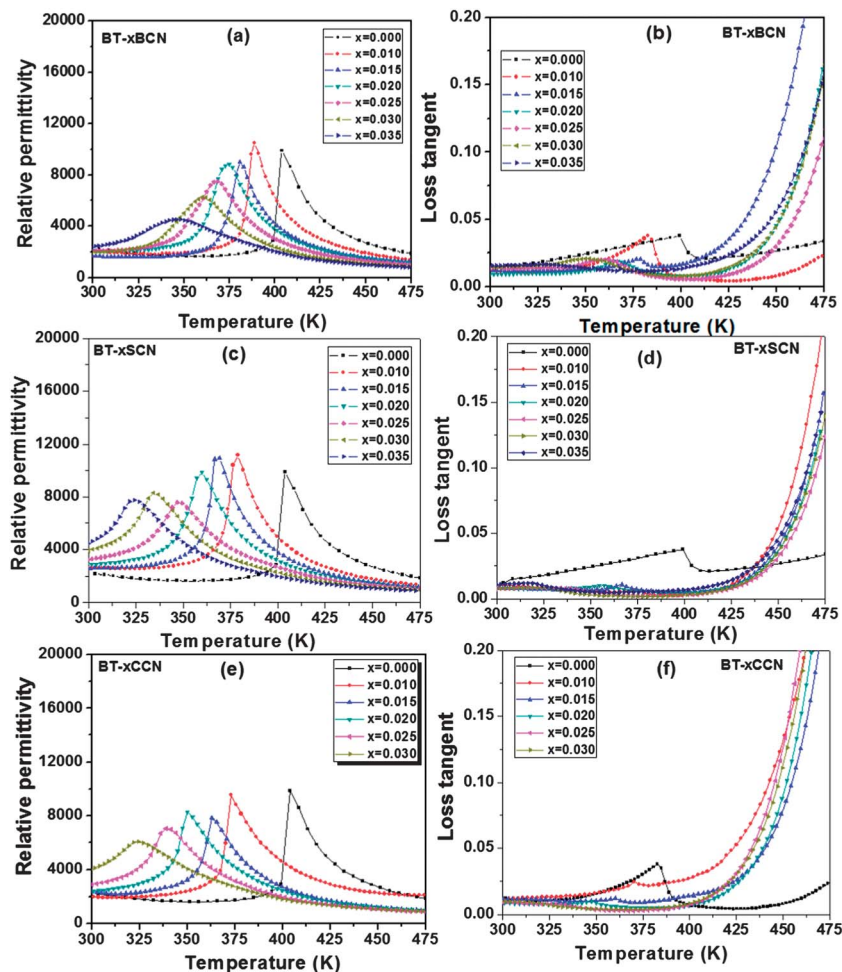 BT-xBCN
(a)
x=0.000
x=0.010
x=0.015
x=0.020
x=0.025
x=0.030
x=0.035
Relative permittivity
20000
16000
12000
8000
4000
0
300 325 350 375 400 425 450 475
Temperature (K)
(b)
BT-xBCN
x=0.000
x=0.010
x=0.015
x=0.020
x=0.025
x=0.030
x=0.035
Loss tangent
0.20
0.15
0.10
0.05
0.00
300 325 350 375 400 425 450 475
Temperature (K)
BT-xSCN
(c)
x=0.000
x=0.010
x=0.015
x=0.020
x=0.025
x=0.030
x=0.035
Relative permittivity
20000
16000
12000
8000
4000
0
300 325 350 375 400 425 450 475
Temperature (K)
(d)
BT-xSCN
x=0.000
x=0.010
x=0.015
x=0.020
x=0.025
x=0.030
x=0.035
Loss tangent
0.20
0.15
0.10
0.05
0.00
300 325 350 375 400 425 450 475
Temperature (K)
BT-xCCN
(e)
x=0.000
x=0.010
x=0.015
x=0.020
x=0.025
x=0.030
Relative permittivity
20000
16000
12000
8000
4000
0
300 325 350 375 400 425 450 475
Temperature (K)
(f)
BT-xCCN
x=0.000
x=0.010
x=0.015
x=0.020
x=0.025
x=0.030
Loss tangent
0.20
0.15
0.10
0.05
0.00
300 325 350 375 400 425 450 475
Temperature (K)